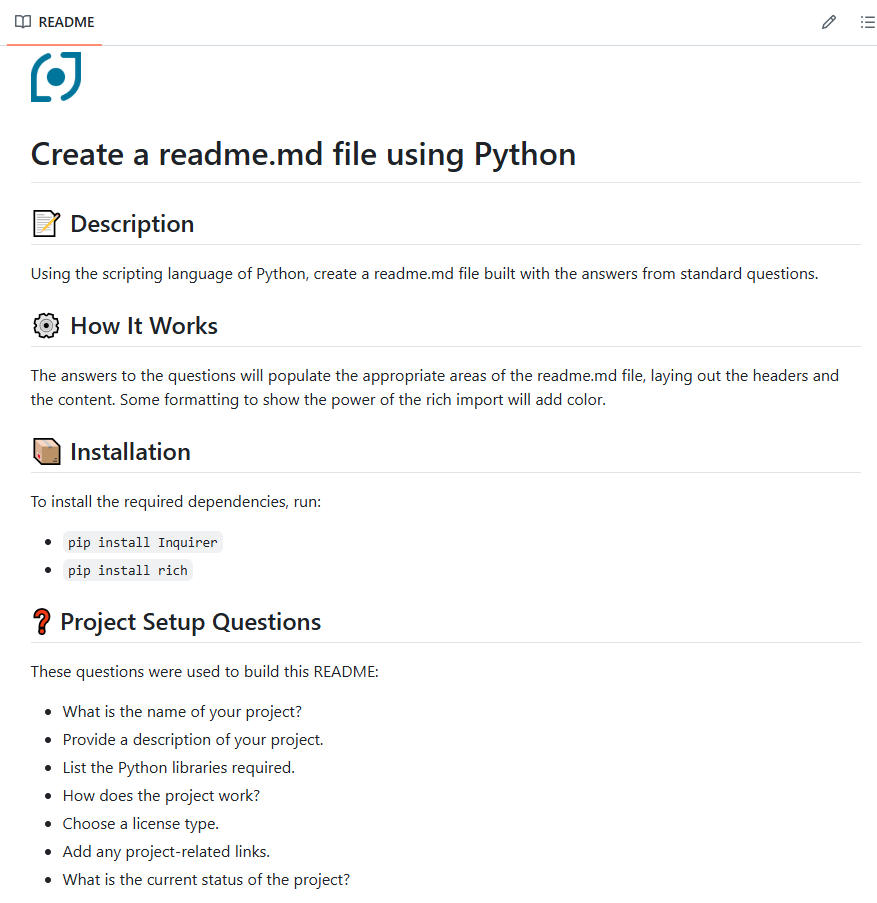 README
Create a readme.md file using Python
Description
Using the scripting language of Python, create a readme.md file built with the answers from standard questions.
How It Works
The answers to the questions will populate the appropriate areas of the readme.md file, laying out the headers and
the content. Some formatting to show the power of the rich import will add color.
Installation
To install the required dependencies, run:
pip install Inquirer
pip install rich
Project Setup Questions
These questions were used to build this README:
What is the name of your project?
Provide a description of your project.
List the Python libraries required.
How does the project work?
Choose a license type.
Add any project-related links.
What is the current status of the project?